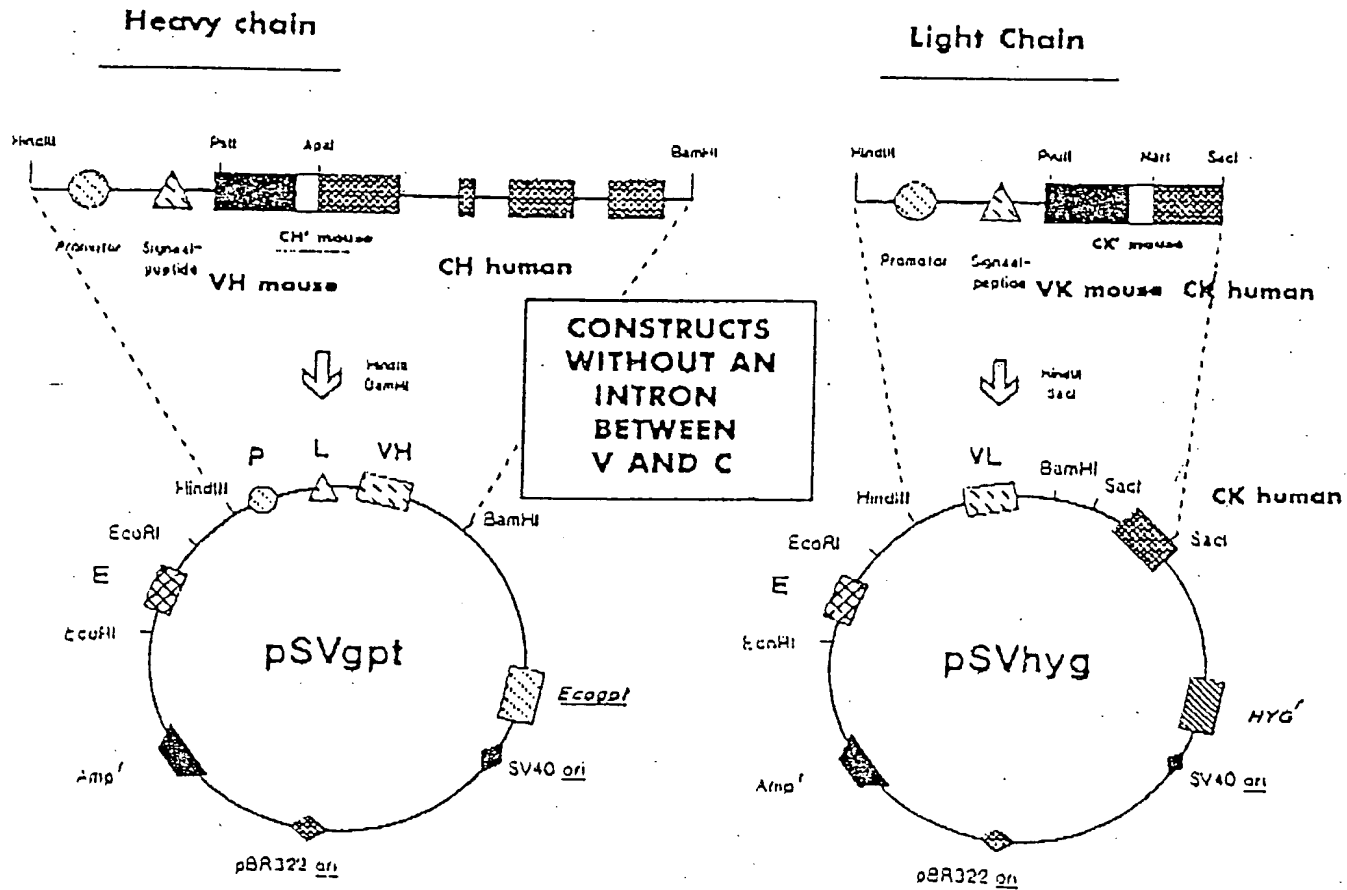 Heavy chain
Light Chain
HindIII
PstI
ApaI
BamHI
HindIII
PvuII
NarI
SacI
CH' mouse
CK' mouse
Promotor
Signaal-
peptide
VH mouse
CH human
Promotor
Signaal-
peptide
VK mouse
CK human
CONSTRUCTS
WITHOUT AN
INTRON
BETWEEN
V AND C
HindIII
BamHI
HindIII
SacI
P
L
VH
HindIII
BamHI
EcoRI
E
EcoRI
pSVgpt
Ecogpt
SV40 ori
Amp r
pBR322 ori
VL
BamHI
SacI
CK human
HindIII
SacI
EcoRI
E
EcoRI
pSVhyg
HYG r
SV40 ori
Amp r
pBR322 ori